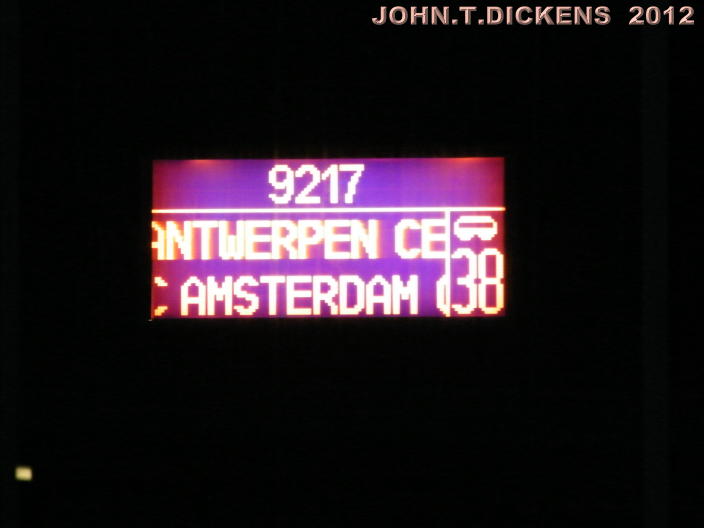 JOHN.T.DICKENS 2012
9217
ANTWERPEN CE
AMSTERDAM
38